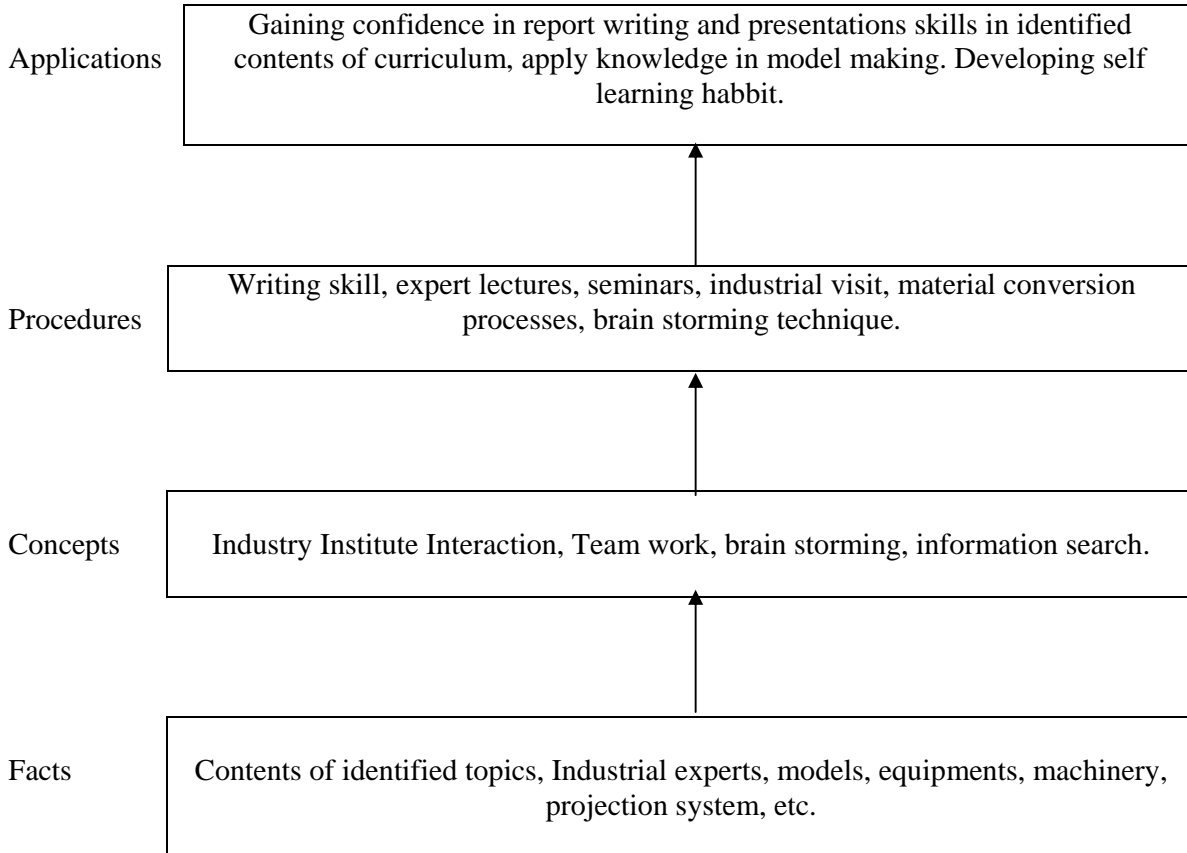 Applications
Gaining confidence in report writing and presentations skills in identified
contents of curriculum, apply knowledge in model making. Developing self
learning habbit.
Procedures
Writing skill, expert lectures, seminars, industrial visit, material conversion
processes, brain storming technique.
Concepts
Industry Institute Interaction, Team work, brain storming, information search.
Facts
Contents of identified topics, Industrial experts, models, equipments, machinery,
projection system, etc.